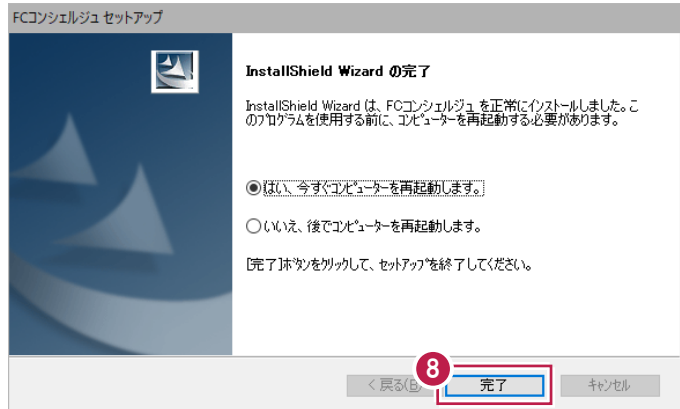 FCコンシェルジュ セットアップ
InstallShield Wizard の完了
InstallShield Wizard は、FCコンシェルジュ を正常にインストールしました。こ
のプログラムを使用する前に、コンピューターを再起動する必要があります。
はい、今すぐコンピューターを再起動します。
いいえ、後でコンピューターを再起動します。
[完了]ボタンをクリックして、セットアップを終了してください。
8
< 戻る(B) 完了 キャンセル